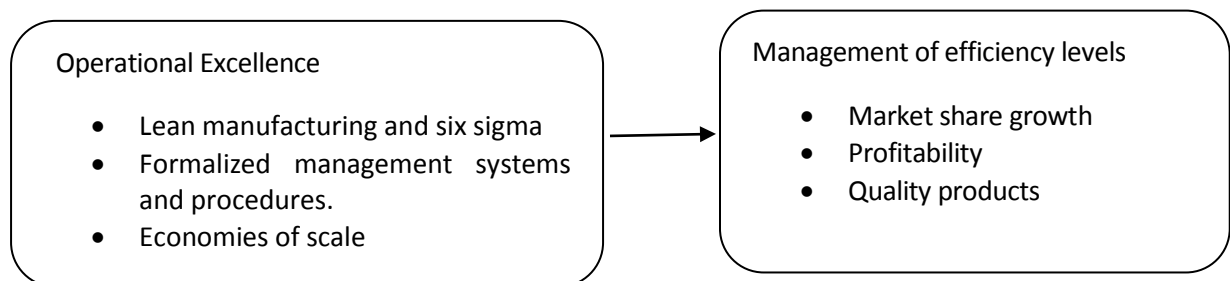 Operational Excellence
• Lean manufacturing and six sigma
• Formalized management systems
and procedures.
• Economies of scale
Management of efficiency levels
• Market share growth
• Profitability
• Quality products